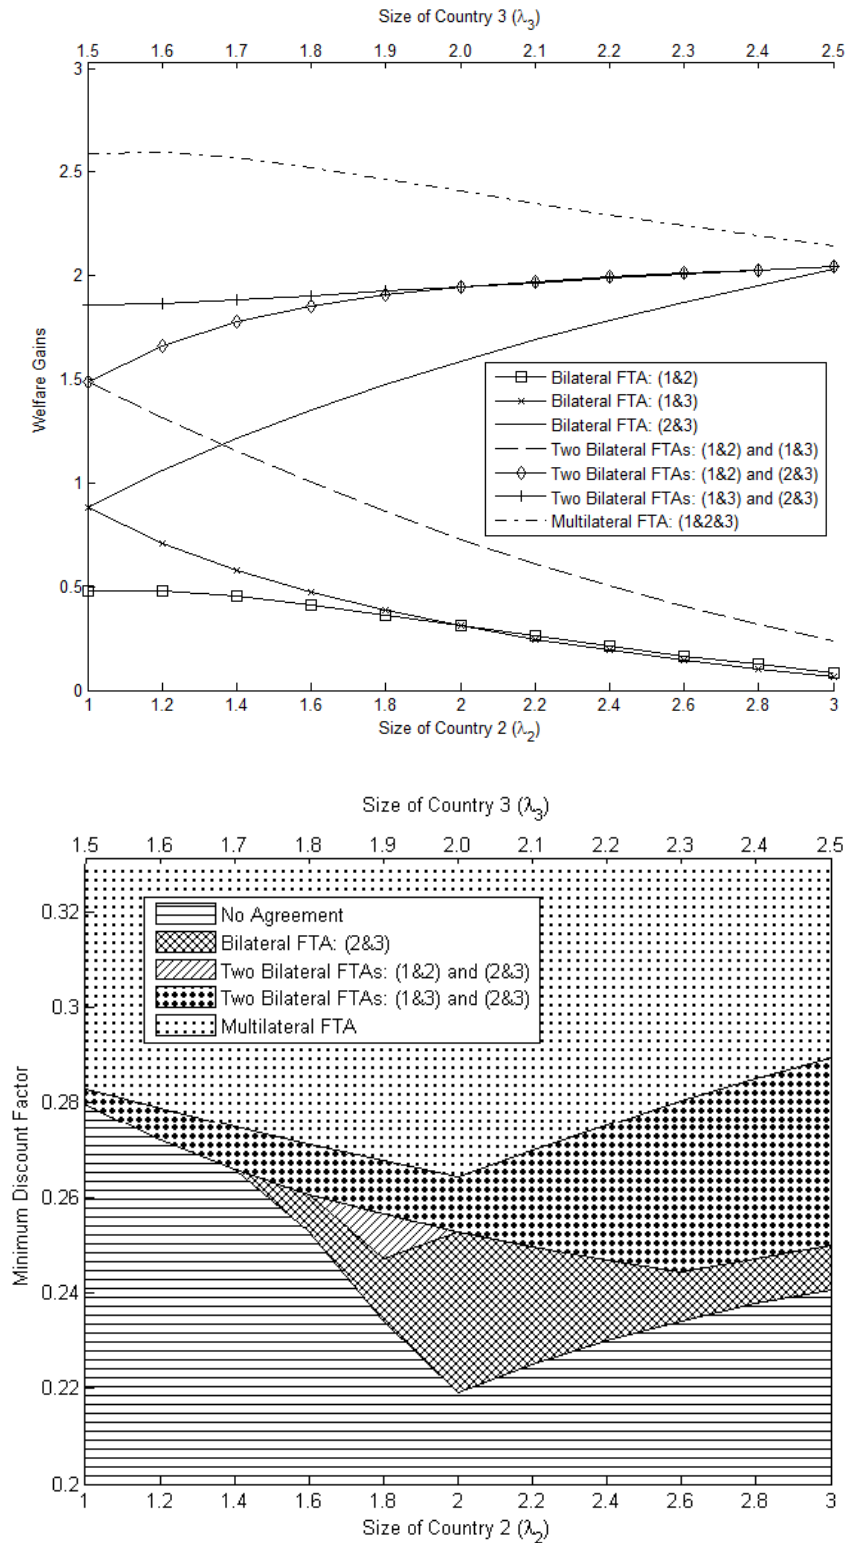 Size of Country 3 (λ3)
1.5 1.6 1.7 1.8 1.9 2.0 2.1 2.2 2.3 2.4 2.5
3
2.5
2
1.5
1
0.5
0
Welfare Gains
Bilateral FTA: (1&2)
Bilateral FTA: (1&3)
Bilateral FTA: (2&3)
Two Bilateral FTAs: (1&2) and (1&3)
Two Bilateral FTAs: (1&2) and (2&3)
Two Bilateral FTAs: (1&3) and (2&3)
Multilateral FTA: (1&2&3)
1 1.2 1.4 1.6 1.8 2 2.2 2.4 2.6 2.8 3
Size of Country 2 (λ2)
Size of Country 3 (λ3)
1.5 1.6 1.7 1.8 1.9 2.0 2.1 2.2 2.3 2.4 2.5
0.32
0.3
0.28
0.26
0.24
0.22
0.2
Minimum Discount Factor
No Agreement
Bilateral FTA: (2&3)
Two Bilateral FTAs: (1&2) and (2&3)
Two Bilateral FTAs: (1&3) and (2&3)
Multilateral FTA
1 1.2 1.4 1.6 1.8 2 2.2 2.4 2.6 2.8 3
Size of Country 2 (λ2)